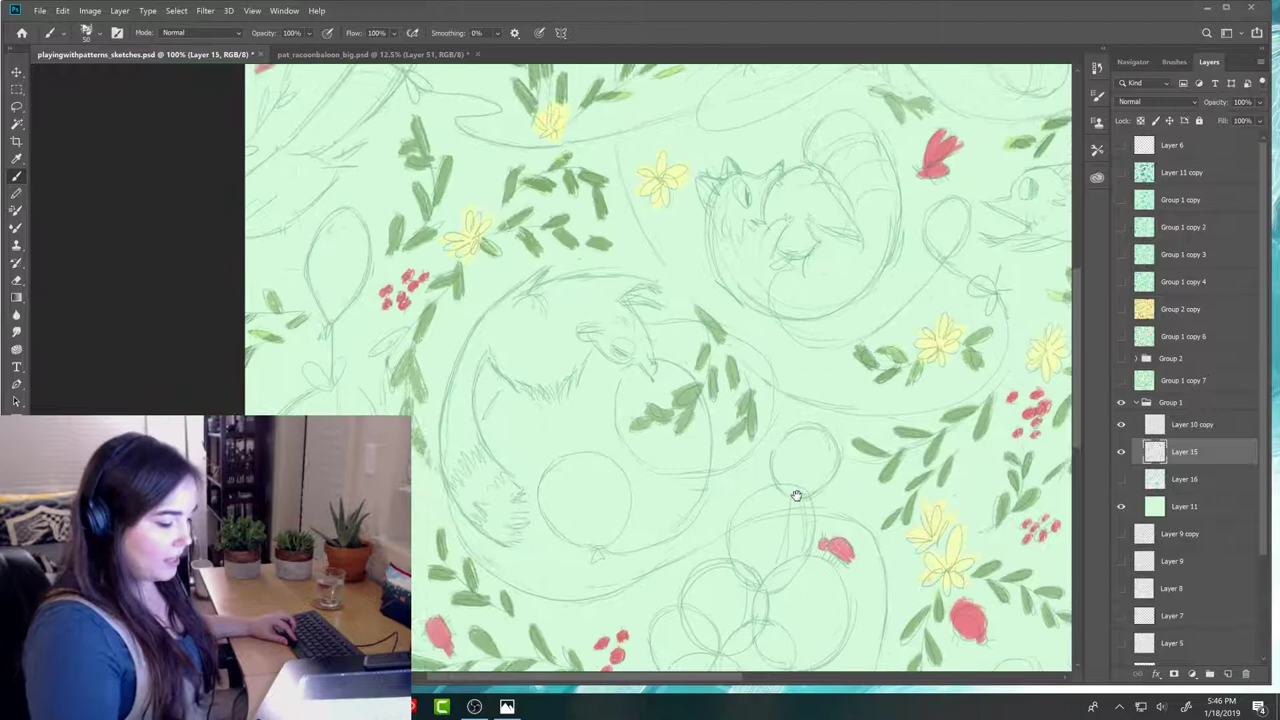 Ps File Edit Image Layer Type Select Filter 3D View Window Help
50 Mode: Normal Opacity: 100% Flow: 100% Smoothing: 0%
playingwithpatterns_sketches.psd @ 100% (Layer 15, RGB/8) * pat_racoonbaloon_big.psd @ 12.5% (Layer 51, RGB/8) *
Navigator Brushes Layers
Kind
Normal Opacity: 100%
Lock: Fill: 100%
Layer 6
Layer 11 copy
Group 1 copy
Group 1 copy 2
Group 1 copy 3
Group 1 copy 4
Group 2 copy
Group 1 copy 6
Group 2
Group 1 copy 7
Group 1
Layer 10 copy
Layer 15
Layer 16
Layer 11
Layer 9 copy
Layer 9
Layer 8
Layer 7
Layer 5
fx
5:46 PM
1/18/2019
4